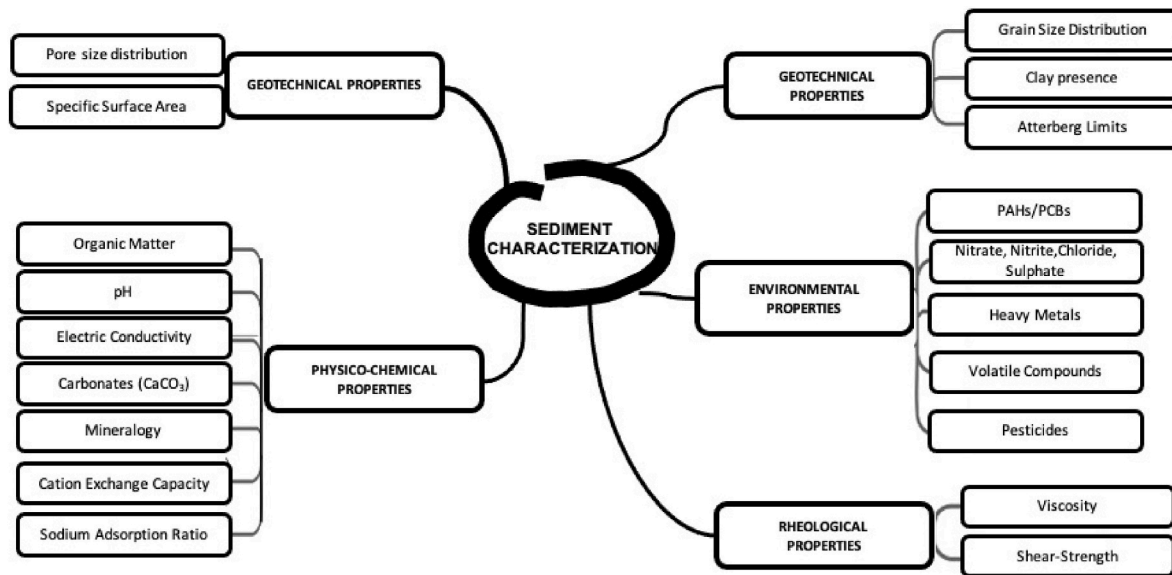 Pore size distribution
Specific Surface Area
GEOTECHNICAL PROPERTIES
GEOTECHNICAL
PROPERTIES
Grain Size Distribution
Clay presence
Atterberg Limits
SEDIMENT
CHARACTERIZATION
Organic Matter
pH
Electric Conductivity
Carbonates (CaCO₃)
Mineralogy
Cation Exchange Capacity
Sodium Adsorption Ratio
PHYSICO-CHEMICAL
PROPERTIES
ENVIRONMENTAL
PROPERTIES
PAHs/PCBs
Nitrate, Nitrite,Chloride,
Sulphate
Heavy Metals
Volatile Compounds
Pesticides
RHEOLOGICAL
PROPERTIES
Viscosity
Shear-Strength